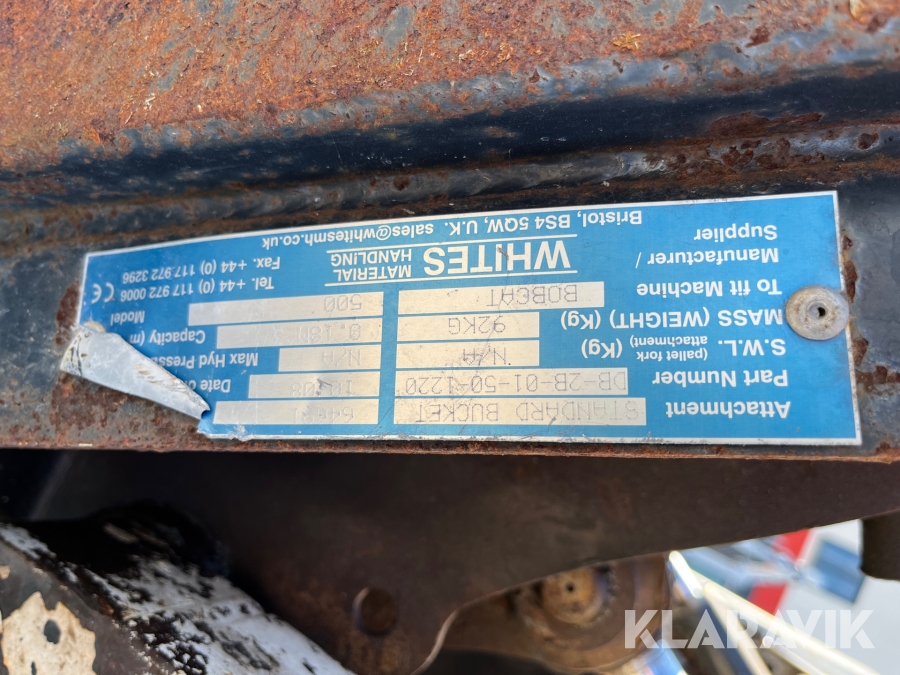 Attachment STANDARD BUCKET
Part Number DB-2B-01-50-1220 Date of
S.W.L. (pallet fork attachment) (Kg) N/A Max Hyd Press N/A
MASS (WEIGHT) (Kg) 92KG Capacity (m
To fit Machine BOBCAT Model 500
Manufacturer / Supplier WHITES MATERIAL HANDLING Tel. +44 (0) 117 972 0006 CE
Fax. +44 (0) 117 972 3296
Bristol, BS4 5QW, U.K. sales@whitesmh.co.uk
KLARAVIK